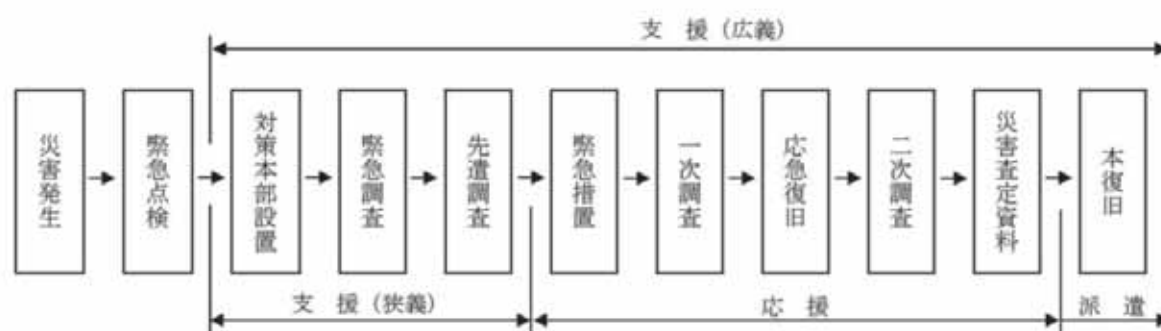 支 援 (広義)
災害発生
緊急点検
対策本部設置
緊急調査
先遣調査
緊急措置
一次調査
応急復旧
二次調査
災害査定資料
本復旧
支 援 (狭義)
応 援
派 遣